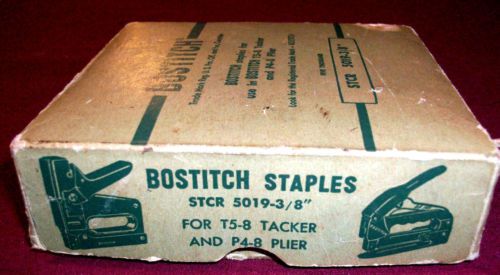 BOSTITCH
BOSTITCH staples for
use in BOSTITCH T5-8 Tacker
and P4-8 Plier
STCR 5019-3/8"
BOSTITCH STAPLES
STCR 5019-3/8"
FOR T5-8 TACKER
AND P4-8 PLIER